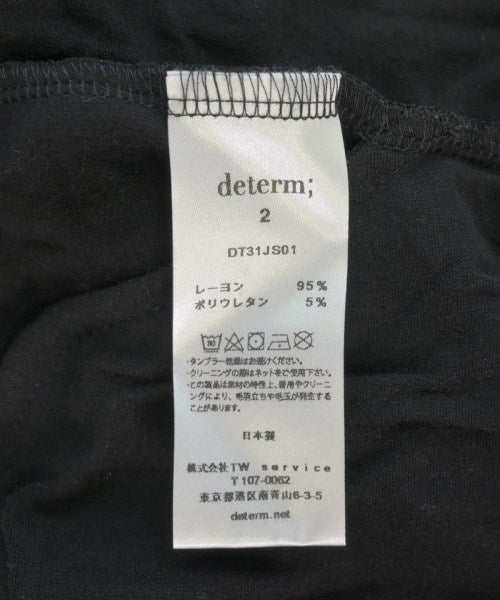 determ;
2
DT31JS01
レーヨン 95%
ポリウレタン 5%
・タンブラー乾燥はお避けください。
・クリーニングの際はネットをご使用下さい。
・この製品は素材の特性上、着用やクリーニ
ングにより、毛羽立ちや毛玉が発生する
ことがあります。
日本製
株式会社TW service
〒107-0062
東京都港区南青山6-3-5
determ.net